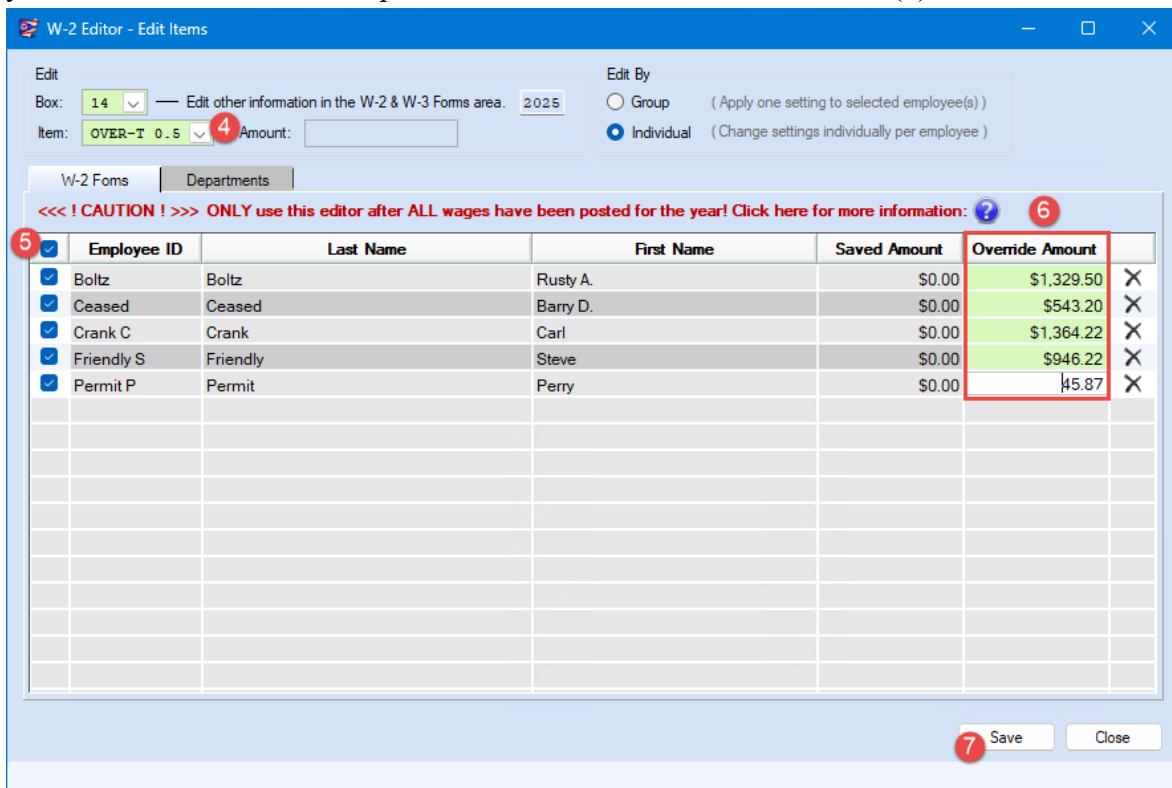 W-2 Editor - Edit Items
Edit
Edit By
Box: 14 — Edit other information in the W-2 & W-3 Forms area. 2025
Group ( Apply one setting to selected employee(s) )
Item: OVER-T 0.5 4 Amount:
Individual ( Change settings individually per employee )
W-2 Foms Departments
<<< ! CAUTION ! >>> ONLY use this editor after ALL wages have been posted for the year! Click here for more information: ? 6
5 Employee ID Last Name First Name Saved Amount Override Amount
Boltz Boltz Rusty A. $0.00 $1,329.50
Ceased Ceased Barry D. $0.00 $543.20
Crank C Crank Carl $0.00 $1,364.22
Friendly S Friendly Steve $0.00 $946.22
Permit P Permit Perry $0.00 45.87
7 Save Close